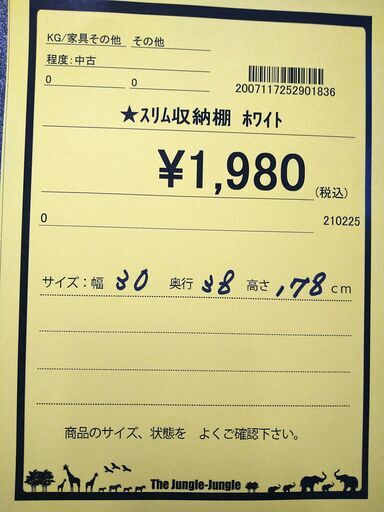 KG/家具その他 その他
程度:中古
0 0
2007117252901836
★スリム収納棚 ホワイト
¥1,980(税込)
0 210225
サイズ:幅 30 奥行 38 高さ 178 cm
商品のサイズ、状態を よくご確認下さい。
The Jungle-Jungle